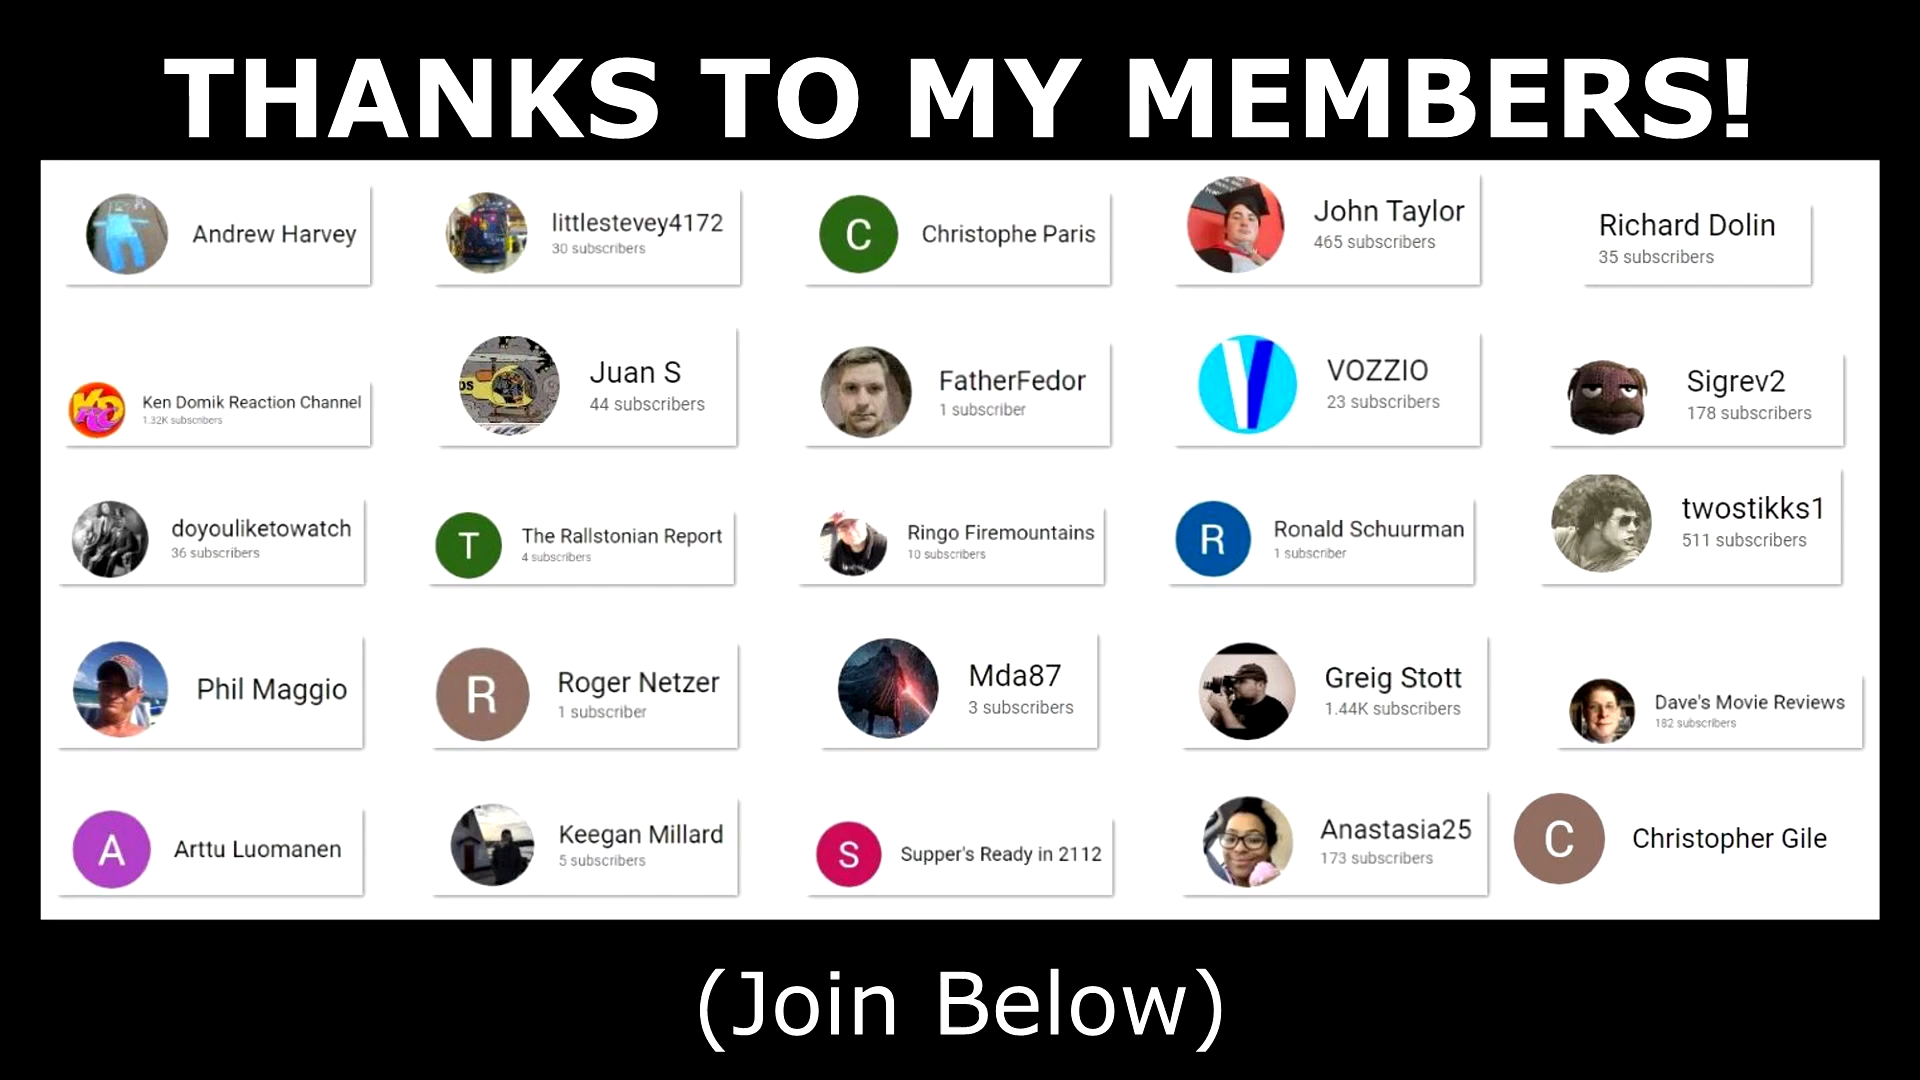 THANKS TO MY MEMBERS!
Andrew Harvey
littlestevey4172
30 subscribers
C
Christophe Paris
John Taylor
465 subscribers
Richard Dolin
35 subscribers
KD
RC
Ken Domik Reaction Channel
1.32K subscribers
DS
Juan S
44 subscribers
FatherFedor
1 subscriber
V
VOZZIO
23 subscribers
Sigrev2
178 subscribers
doyouliketowatch
36 subscribers
T
The Rallstonian Report
4 subscribers
Ringo Firemountains
10 subscribers
R
Ronald Schuurman
1 subscriber
twostikks1
511 subscribers
Phil Maggio
R
Roger Netzer
1 subscriber
Mda87
3 subscribers
Greig Stott
1.44K subscribers
Dave's Movie Reviews
182 subscribers
A
Arttu Luomanen
Keegan Millard
5 subscribers
S
Supper's Ready in 2112
Anastasia25
173 subscribers
C
Christopher Gile
(Join Below)